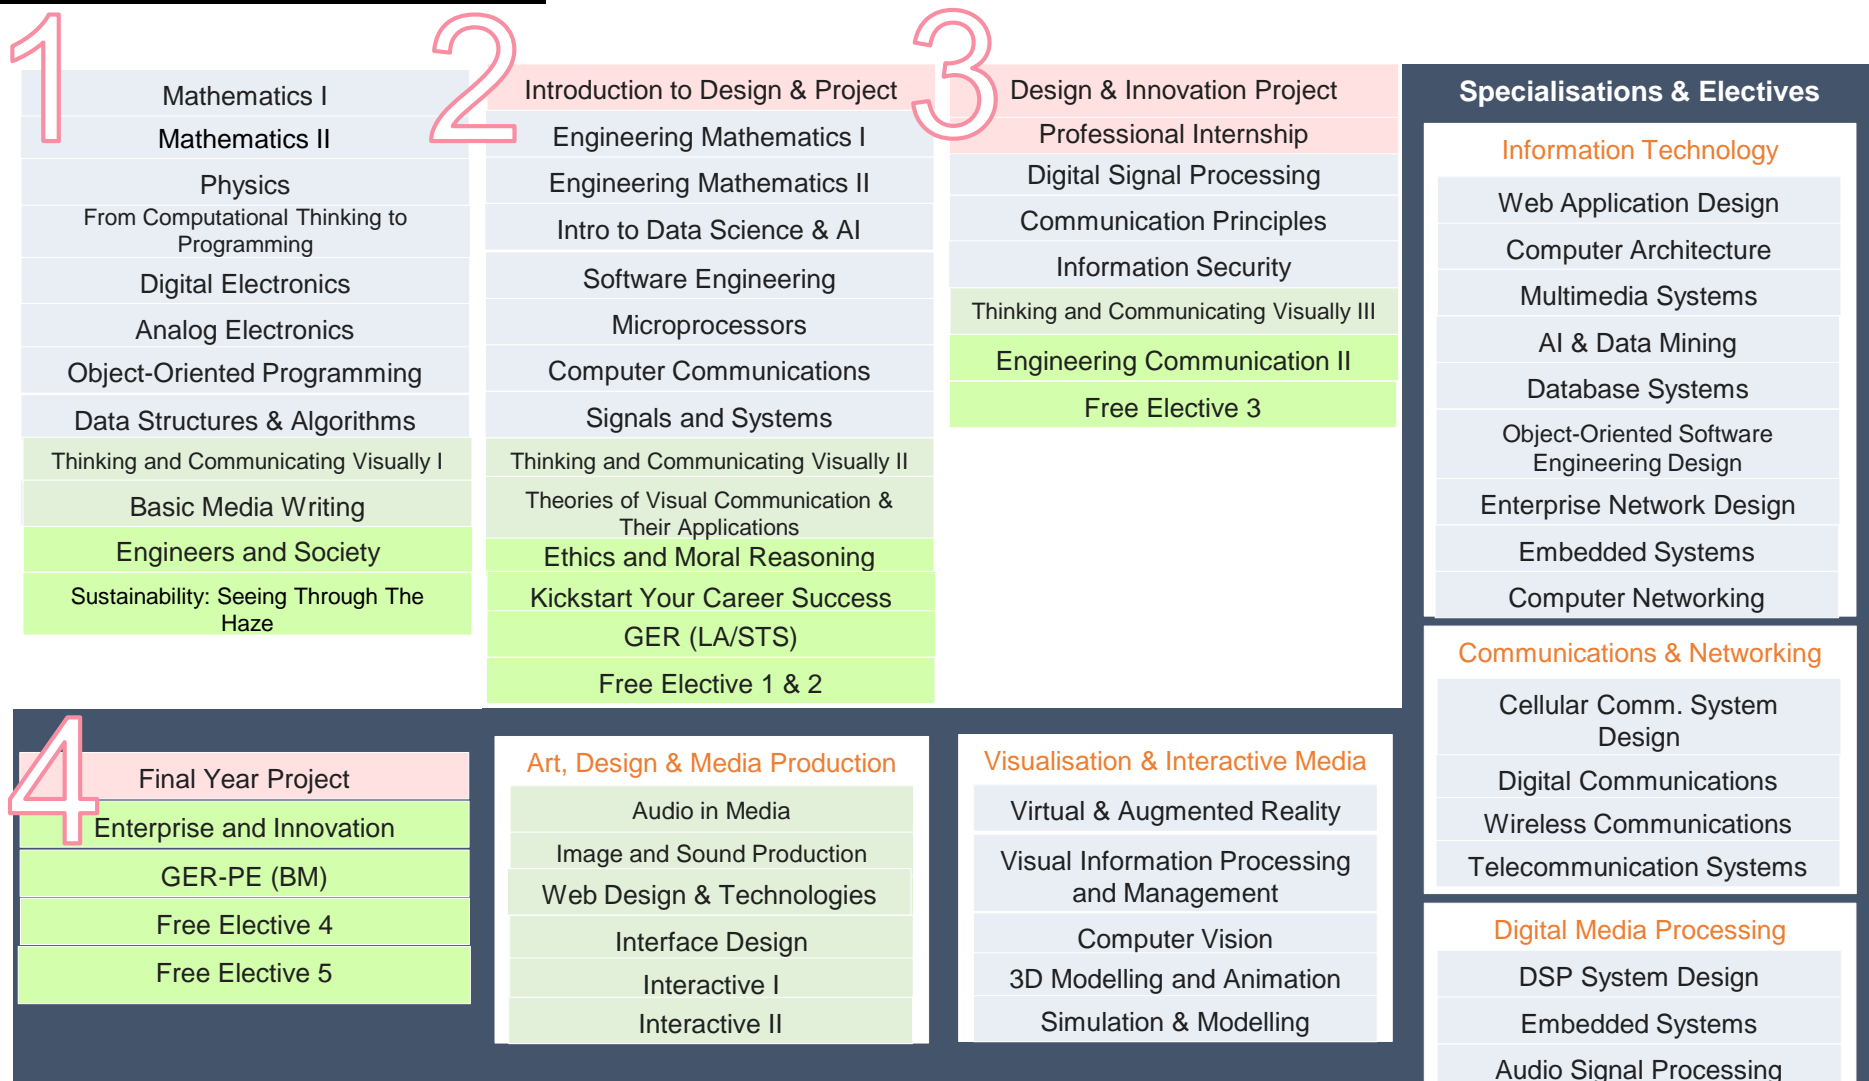 1
Mathematics I
Mathematics II
Physics
From Computational Thinking to
Programming
Digital Electronics
Analog Electronics
Object-Oriented Programming
Data Structures & Algorithms
Thinking and Communicating Visually I
Basic Media Writing
Engineers and Society
Sustainability: Seeing Through The
Haze
2
Introduction to Design & Project
Engineering Mathematics I
Engineering Mathematics II
Intro to Data Science & AI
Software Engineering
Microprocessors
Computer Communications
Signals and Systems
Thinking and Communicating Visually II
Theories of Visual Communication &
Their Applications
Ethics and Moral Reasoning
Kickstart Your Career Success
GER (LA/STS)
Free Elective 1 & 2
3
Design & Innovation Project
Professional Internship
Digital Signal Processing
Communication Principles
Information Security
Thinking and Communicating Visually III
Engineering Communication II
Free Elective 3
4
Final Year Project
Enterprise and Innovation
GER-PE (BM)
Free Elective 4
Free Elective 5
Specialisations & Electives
Art, Design & Media Production
Audio in Media
Image and Sound Production
Web Design & Technologies
Interface Design
Interactive I
Interactive II
Visualisation & Interactive Media
Virtual & Augmented Reality
Visual Information Processing
and Management
Computer Vision
3D Modelling and Animation
Simulation & Modelling
Information Technology
Web Application Design
Computer Architecture
Multimedia Systems
AI & Data Mining
Database Systems
Object-Oriented Software
Engineering Design
Enterprise Network Design
Embedded Systems
Computer Networking
Communications & Networking
Cellular Comm. System
Design
Digital Communications
Wireless Communications
Telecommunication Systems
Digital Media Processing
DSP System Design
Embedded Systems
Audio Signal Processing